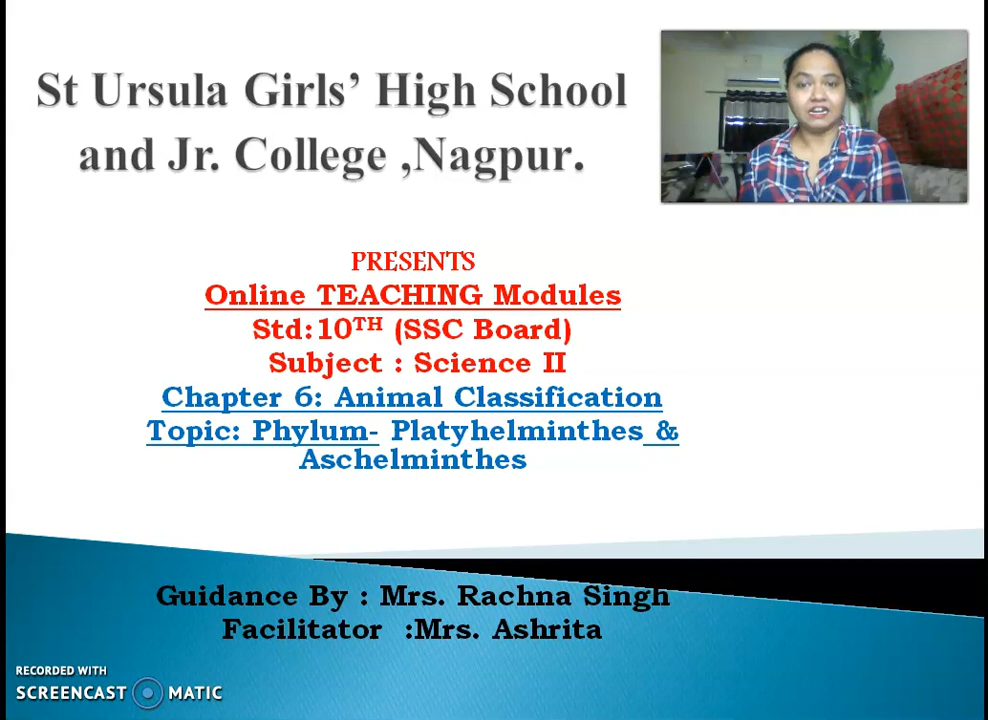 St Ursula Girls’ High School
and Jr. College ,Nagpur.
PRESENTS
Online TEACHING Modules
Std:10TH (SSC Board)
Subject : Science II
Chapter 6: Animal Classification
Topic: Phylum- Platyhelminthes &
Aschelminthes
Guidance By : Mrs. Rachna Singh
Facilitator :Mrs. Ashrita
RECORDED WITH
SCREENCAST MATIC